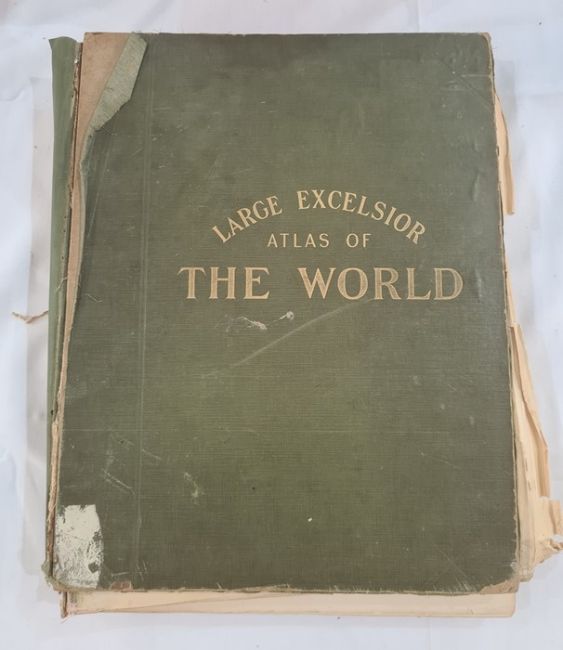 LARGE EXCELSIOR
ATLAS OF
THE WORLD